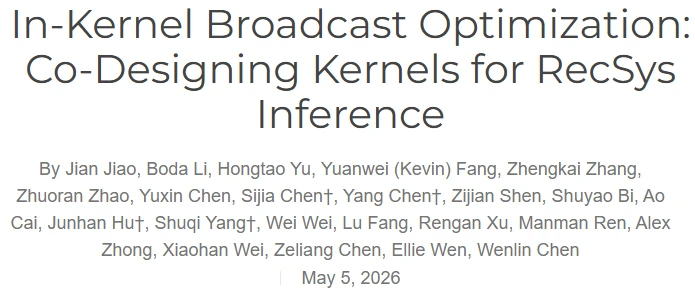 In-Kernel Broadcast Optimization:
Co-Designing Kernels for RecSys
Inference
By Jian Jiao, Boda Li, Hongtao Yu, Yuanwei (Kevin) Fang, Zhengkai Zhang,
Zhuoran Zhao, Yuxin Chen, Sijia Chen†, Yang Chen†, Zijian Shen, Shuyao Bi, Ao
Cai, Junhan Hu†, Shuqi Yang†, Wei Wei, Lu Fang, Rengan Xu, Manman Ren, Alex
Zhong, Xiaohan Wei, Zeliang Chen, Ellie Wen, Wenlin Chen
May 5, 2026